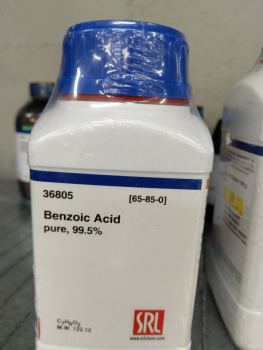 36805 [65-85-0]
Benzoic Acid
pure, 99.5%
C7H6O2
M.W. 122.12
SRL
www.srlchem.com